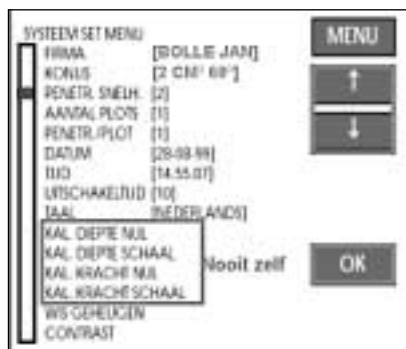 SYSTEEM SET MENU
FIRMA [BOLLE JAN]
KONUS [2 CM² 60°]
PENETR. SNELH. [2]
AANTAL PLOTS [1]
PENETR./PLOT [1]
DATUM [28-08-99]
TIJD [14.55.07]
UITSCHAKELTIJD [10]
TAAL [NEDERLANDS]
KAL. DIEPTE NUL
KAL. DIEPTE SCHAAL
KAL. KRACHT NUL
KAL. KRACHT SCHAAL
Nooit zelf
WIS GEHEUGEN
CONTRAST
MENU
↑
↓
OK